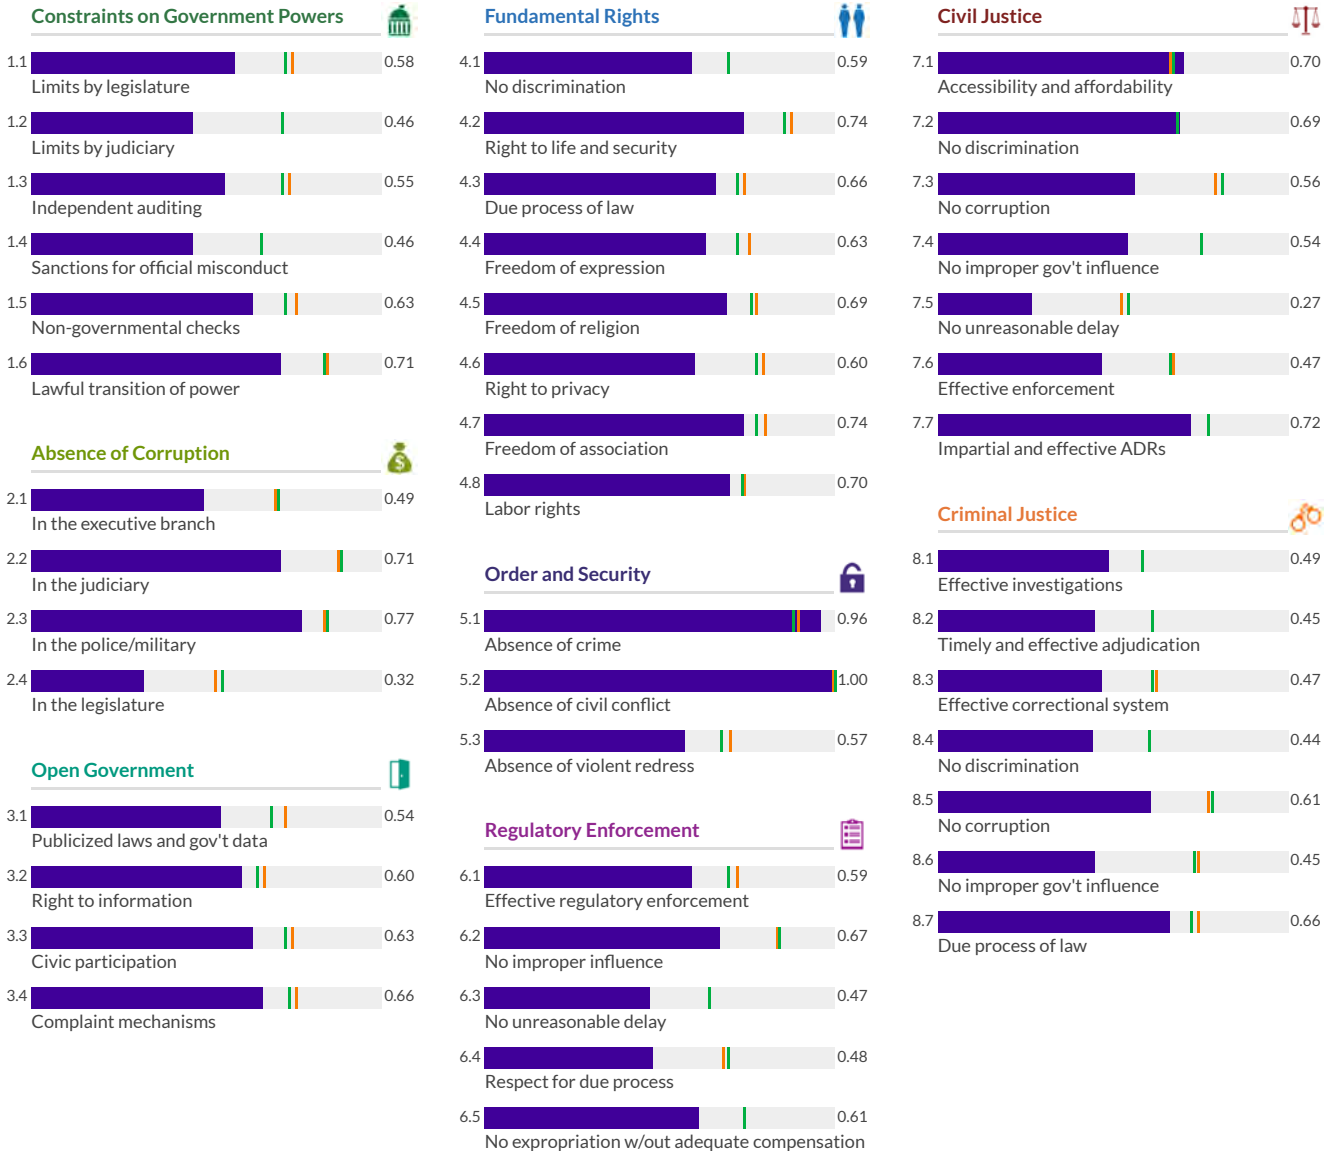 Constraints on Government Powers
1.1 0.58
Limits by legislature
1.2 0.46
Limits by judiciary
1.3 0.55
Independent auditing
1.4 0.46
Sanctions for official misconduct
1.5 0.63
Non-governmental checks
1.6 0.71
Lawful transition of power
Absence of Corruption
2.1 0.49
In the executive branch
2.2 0.71
In the judiciary
2.3 0.77
In the police/military
2.4 0.32
In the legislature
Open Government
3.1 0.54
Publicized laws and gov't data
3.2 0.60
Right to information
3.3 0.63
Civic participation
3.4 0.66
Complaint mechanisms
Fundamental Rights
4.1 0.59
No discrimination
4.2 0.74
Right to life and security
4.3 0.66
Due process of law
4.4 0.63
Freedom of expression
4.5 0.69
Freedom of religion
4.6 0.60
Right to privacy
4.7 0.74
Freedom of association
4.8 0.70
Labor rights
Order and Security
5.1 0.96
Absence of crime
5.2 1.00
Absence of civil conflict
5.3 0.57
Absence of violent redress
Regulatory Enforcement
6.1 0.59
Effective regulatory enforcement
6.2 0.67
No improper influence
6.3 0.47
No unreasonable delay
6.4 0.48
Respect for due process
6.5 0.61
No expropriation w/out adequate compensation
Civil Justice
7.1 0.70
Accessibility and affordability
7.2 0.69
No discrimination
7.3 0.56
No corruption
7.4 0.54
No improper gov't influence
7.5 0.27
No unreasonable delay
7.6 0.47
Effective enforcement
7.7 0.72
Impartial and effective ADRs
Criminal Justice
8.1 0.49
Effective investigations
8.2 0.45
Timely and effective adjudication
8.3 0.47
Effective correctional system
8.4 0.44
No discrimination
8.5 0.61
No corruption
8.6 0.45
No improper gov't influence
8.7 0.66
Due process of law